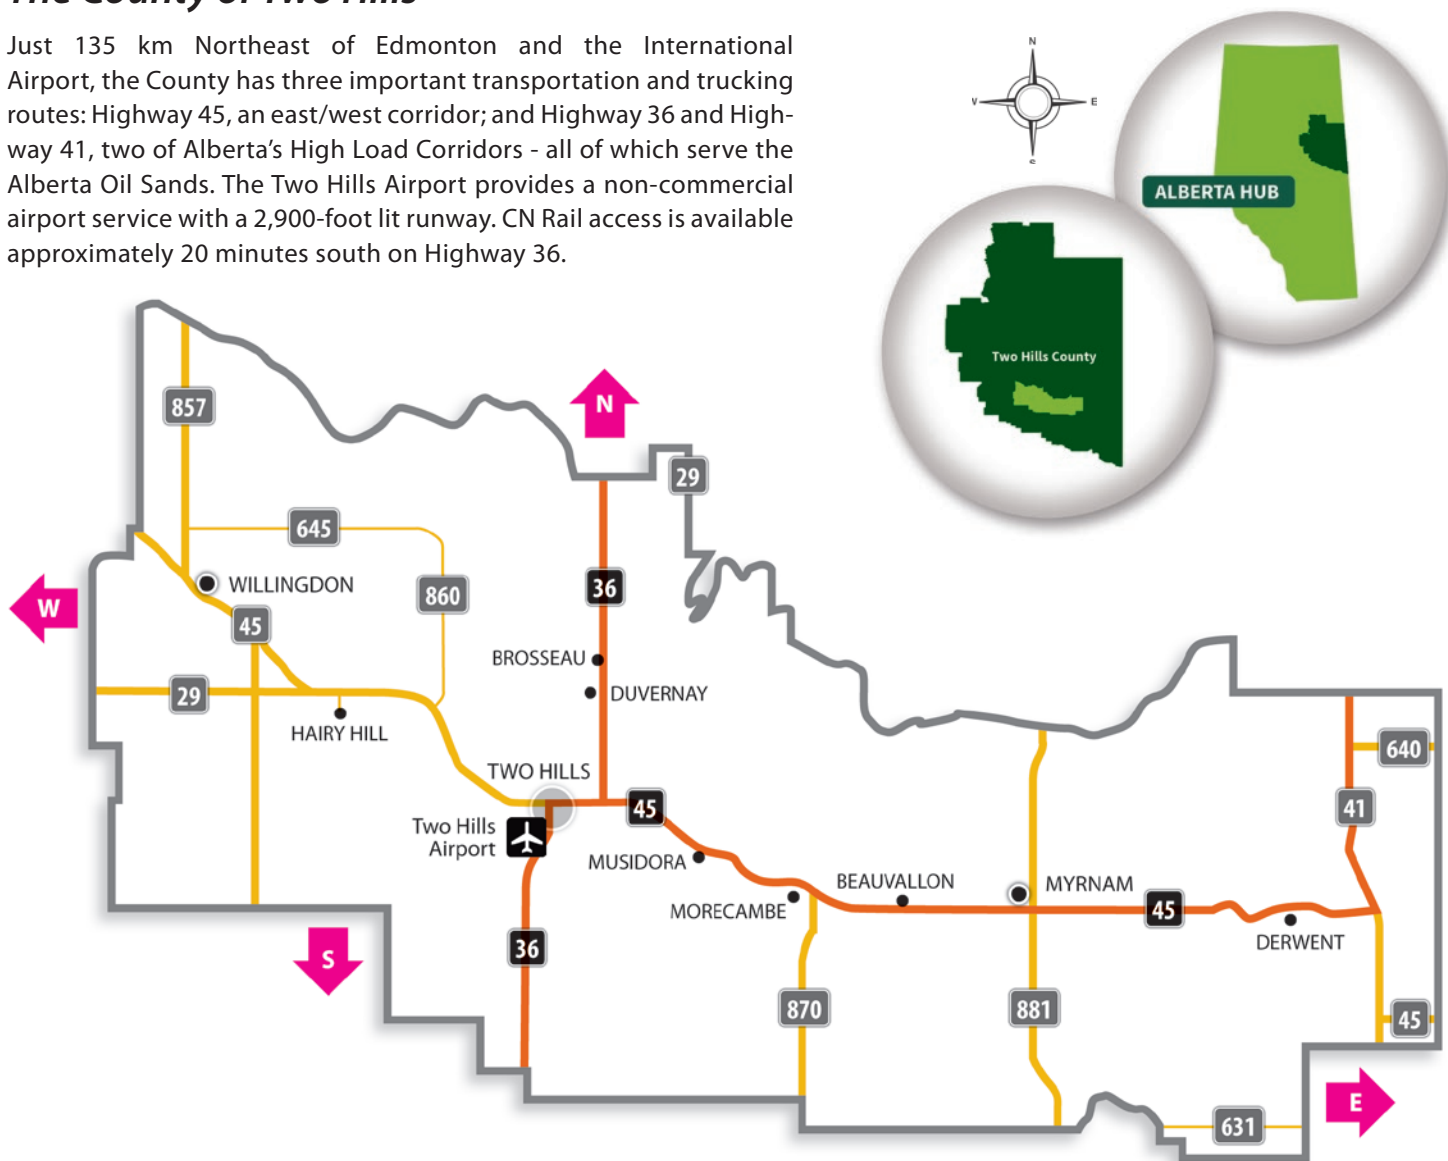 The County of Two Hills
Just 135 km Northeast of Edmonton and the International
Airport, the County has three important transportation and trucking
routes: Highway 45, an east/west corridor; and Highway 36 and High-
way 41, two of Alberta's High Load Corridors - all of which serve the
Alberta Oil Sands. The Two Hills Airport provides a non-commercial
airport service with a 2,900-foot lit runway. CN Rail access is available
approximately 20 minutes south on Highway 36.
N
E
ALBERTA HUB
Two Hills County
N
857
29
645
36
WILLINGDON
860
W
45
BROSSEAU
29
DUVERNAY
HAIRY HILL
640
TWO HILLS
45
41
Two Hills
Airport
MUSIDORA
BEAUVALLON
MYRNAM
MORECAMBE
45
DERWENT
36
S
870
881
45
E
631